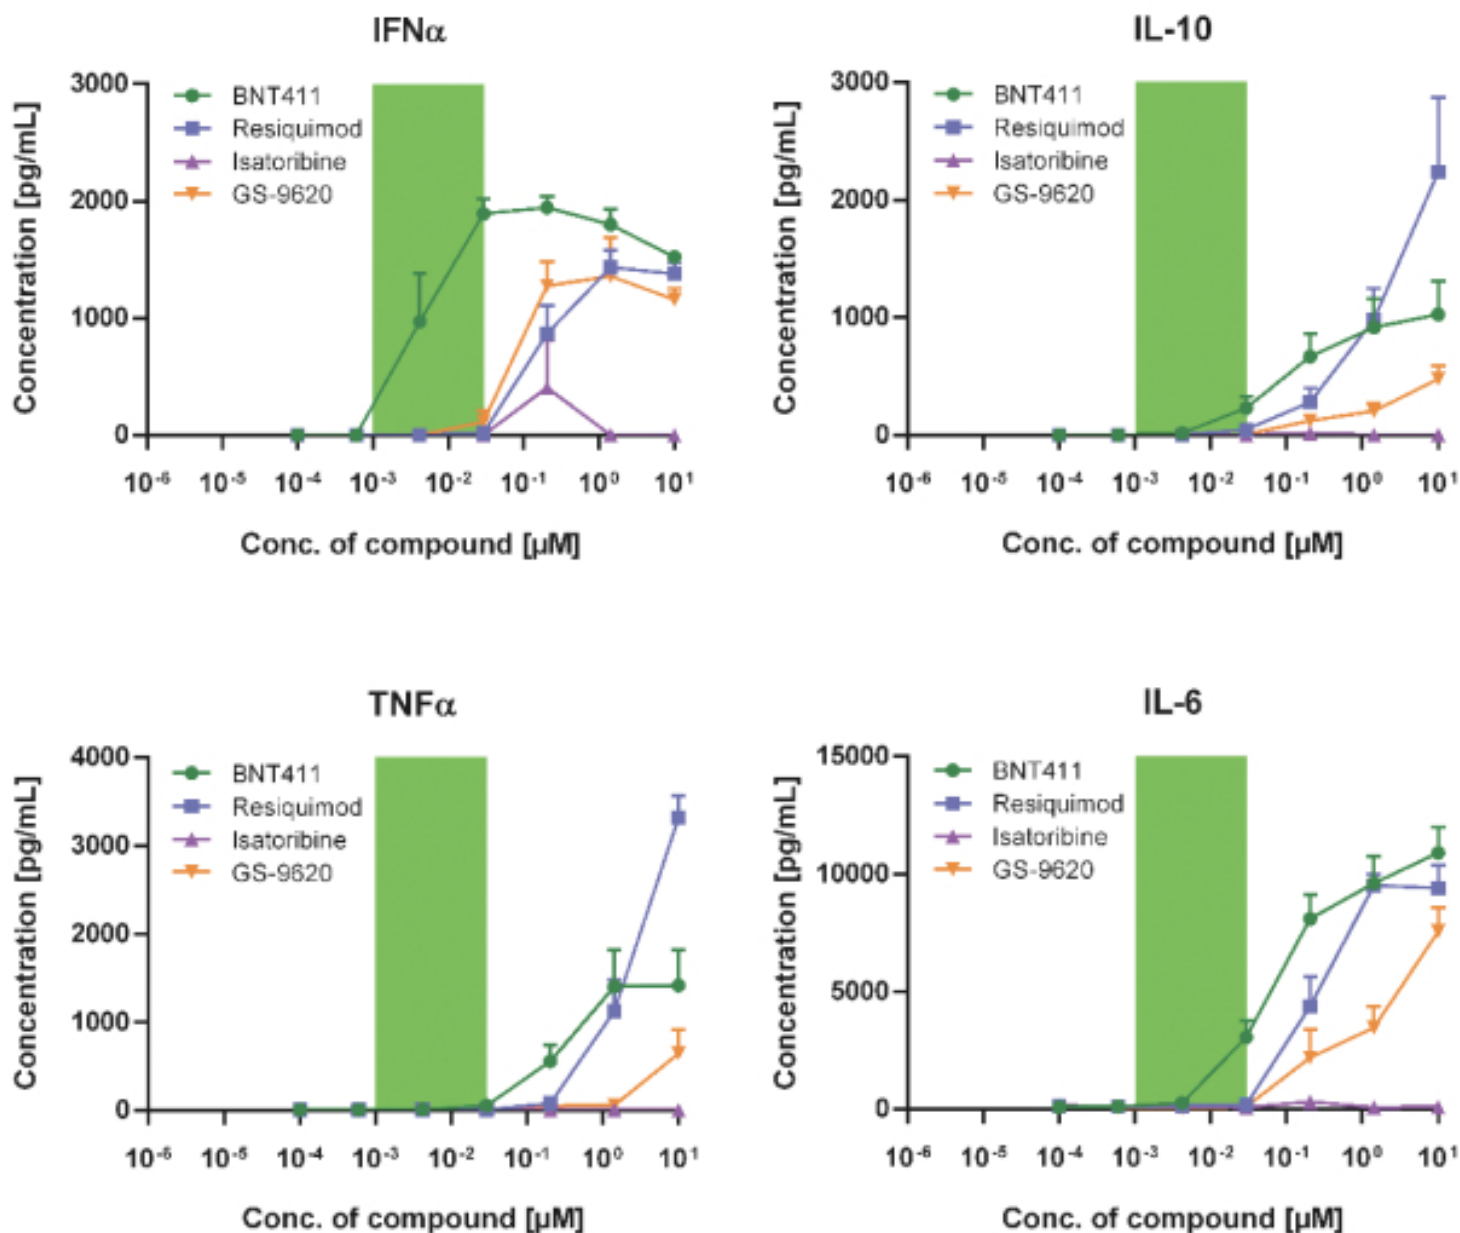 IFNα
Concentration [pg/mL]
3000
2000
1000
0
BNT411
Resiquimod
Isatoribine
GS-9620
10⁻⁶ 10⁻⁵ 10⁻⁴ 10⁻³ 10⁻² 10⁻¹ 10⁰ 10¹
Conc. of compound [µM]
IL-10
Concentration [pg/mL]
3000
2000
1000
0
BNT411
Resiquimod
Isatoribine
GS-9620
10⁻⁶ 10⁻⁵ 10⁻⁴ 10⁻³ 10⁻² 10⁻¹ 10⁰ 10¹
Conc. of compound [µM]
TNFα
Concentration [pg/mL]
4000
3000
2000
1000
0
BNT411
Resiquimod
Isatoribine
GS-9620
10⁻⁶ 10⁻⁵ 10⁻⁴ 10⁻³ 10⁻² 10⁻¹ 10⁰ 10¹
Conc. of compound [µM]
IL-6
Concentration [pg/mL]
15000
10000
5000
0
BNT411
Resiquimod
Isatoribine
GS-9620
10⁻⁶ 10⁻⁵ 10⁻⁴ 10⁻³ 10⁻² 10⁻¹ 10⁰ 10¹
Conc. of compound [µM]